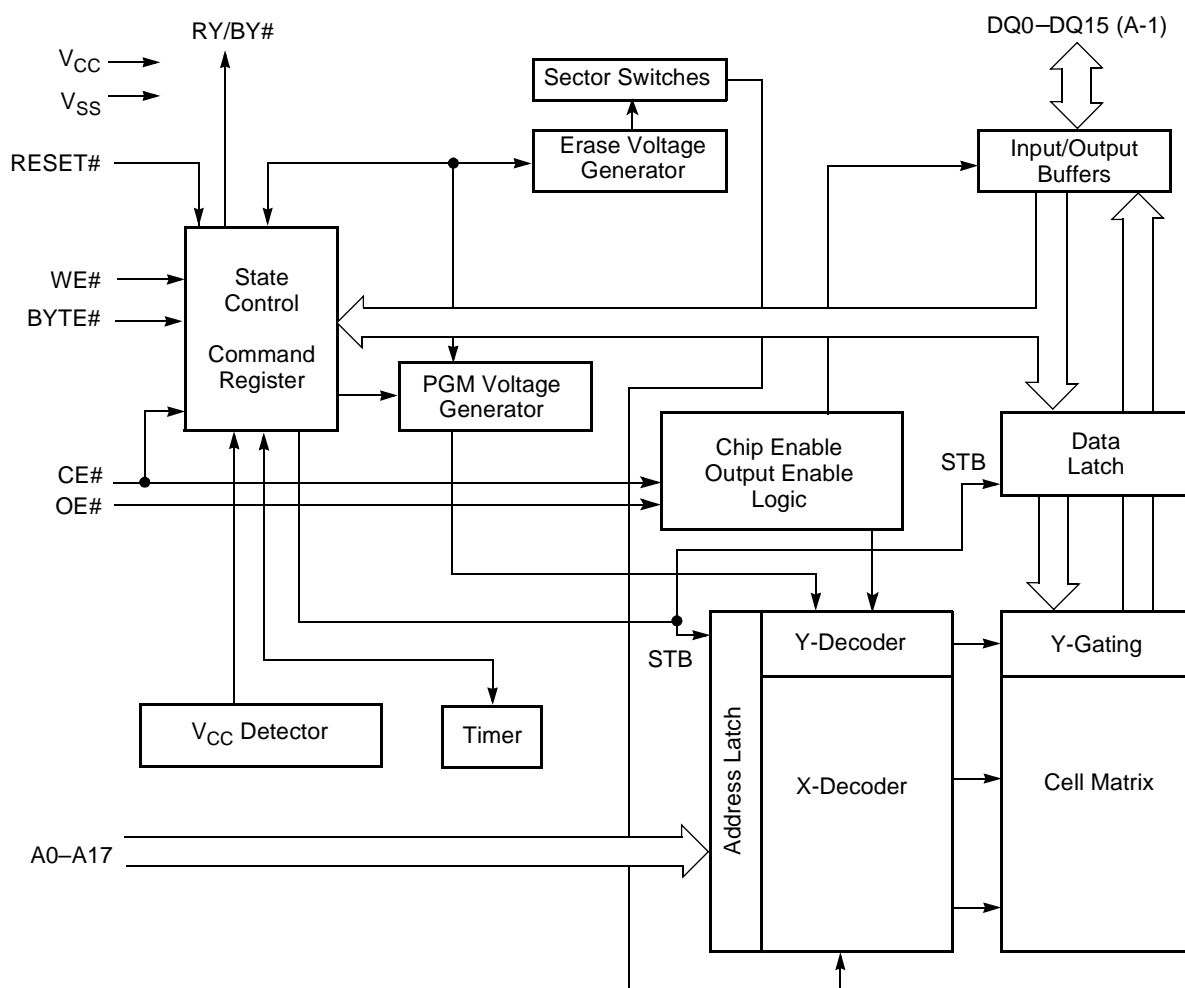 RY/BY#
DQ0–DQ15 (A-1)
VCC
VSS
Sector Switches
RESET#
Erase Voltage
Generator
Input/Output
Buffers
WE#
BYTE#
State
Control
Command
Register
PGM Voltage
Generator
Chip Enable
Output Enable
Logic
STB
Data
Latch
CE#
OE#
STB
Y-Decoder
Y-Gating
VCC Detector
Timer
Address Latch
X-Decoder
Cell Matrix
A0–A17